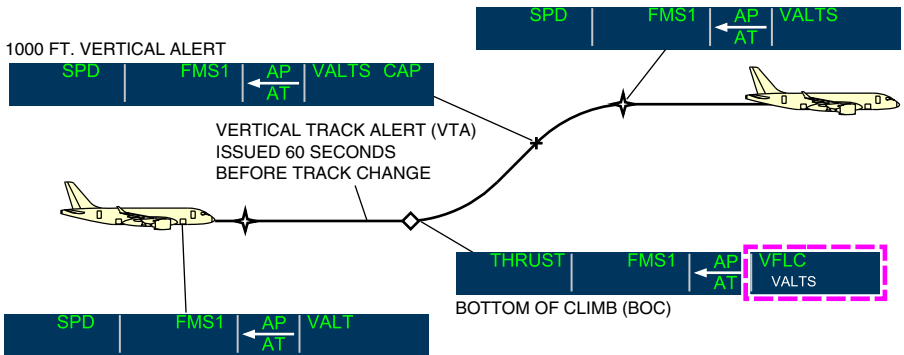 SPD FMS1 AP VALTS
AT
1000 FT. VERTICAL ALERT
SPD FMS1 AP VALTS CAP
AT
VERTICAL TRACK ALERT (VTA)
ISSUED 60 SECONDS
BEFORE TRACK CHANGE
THRUST FMS1 AP VFLC
AT VALTS
BOTTOM OF CLIMB (BOC)
SPD FMS1 AP VALT
AT